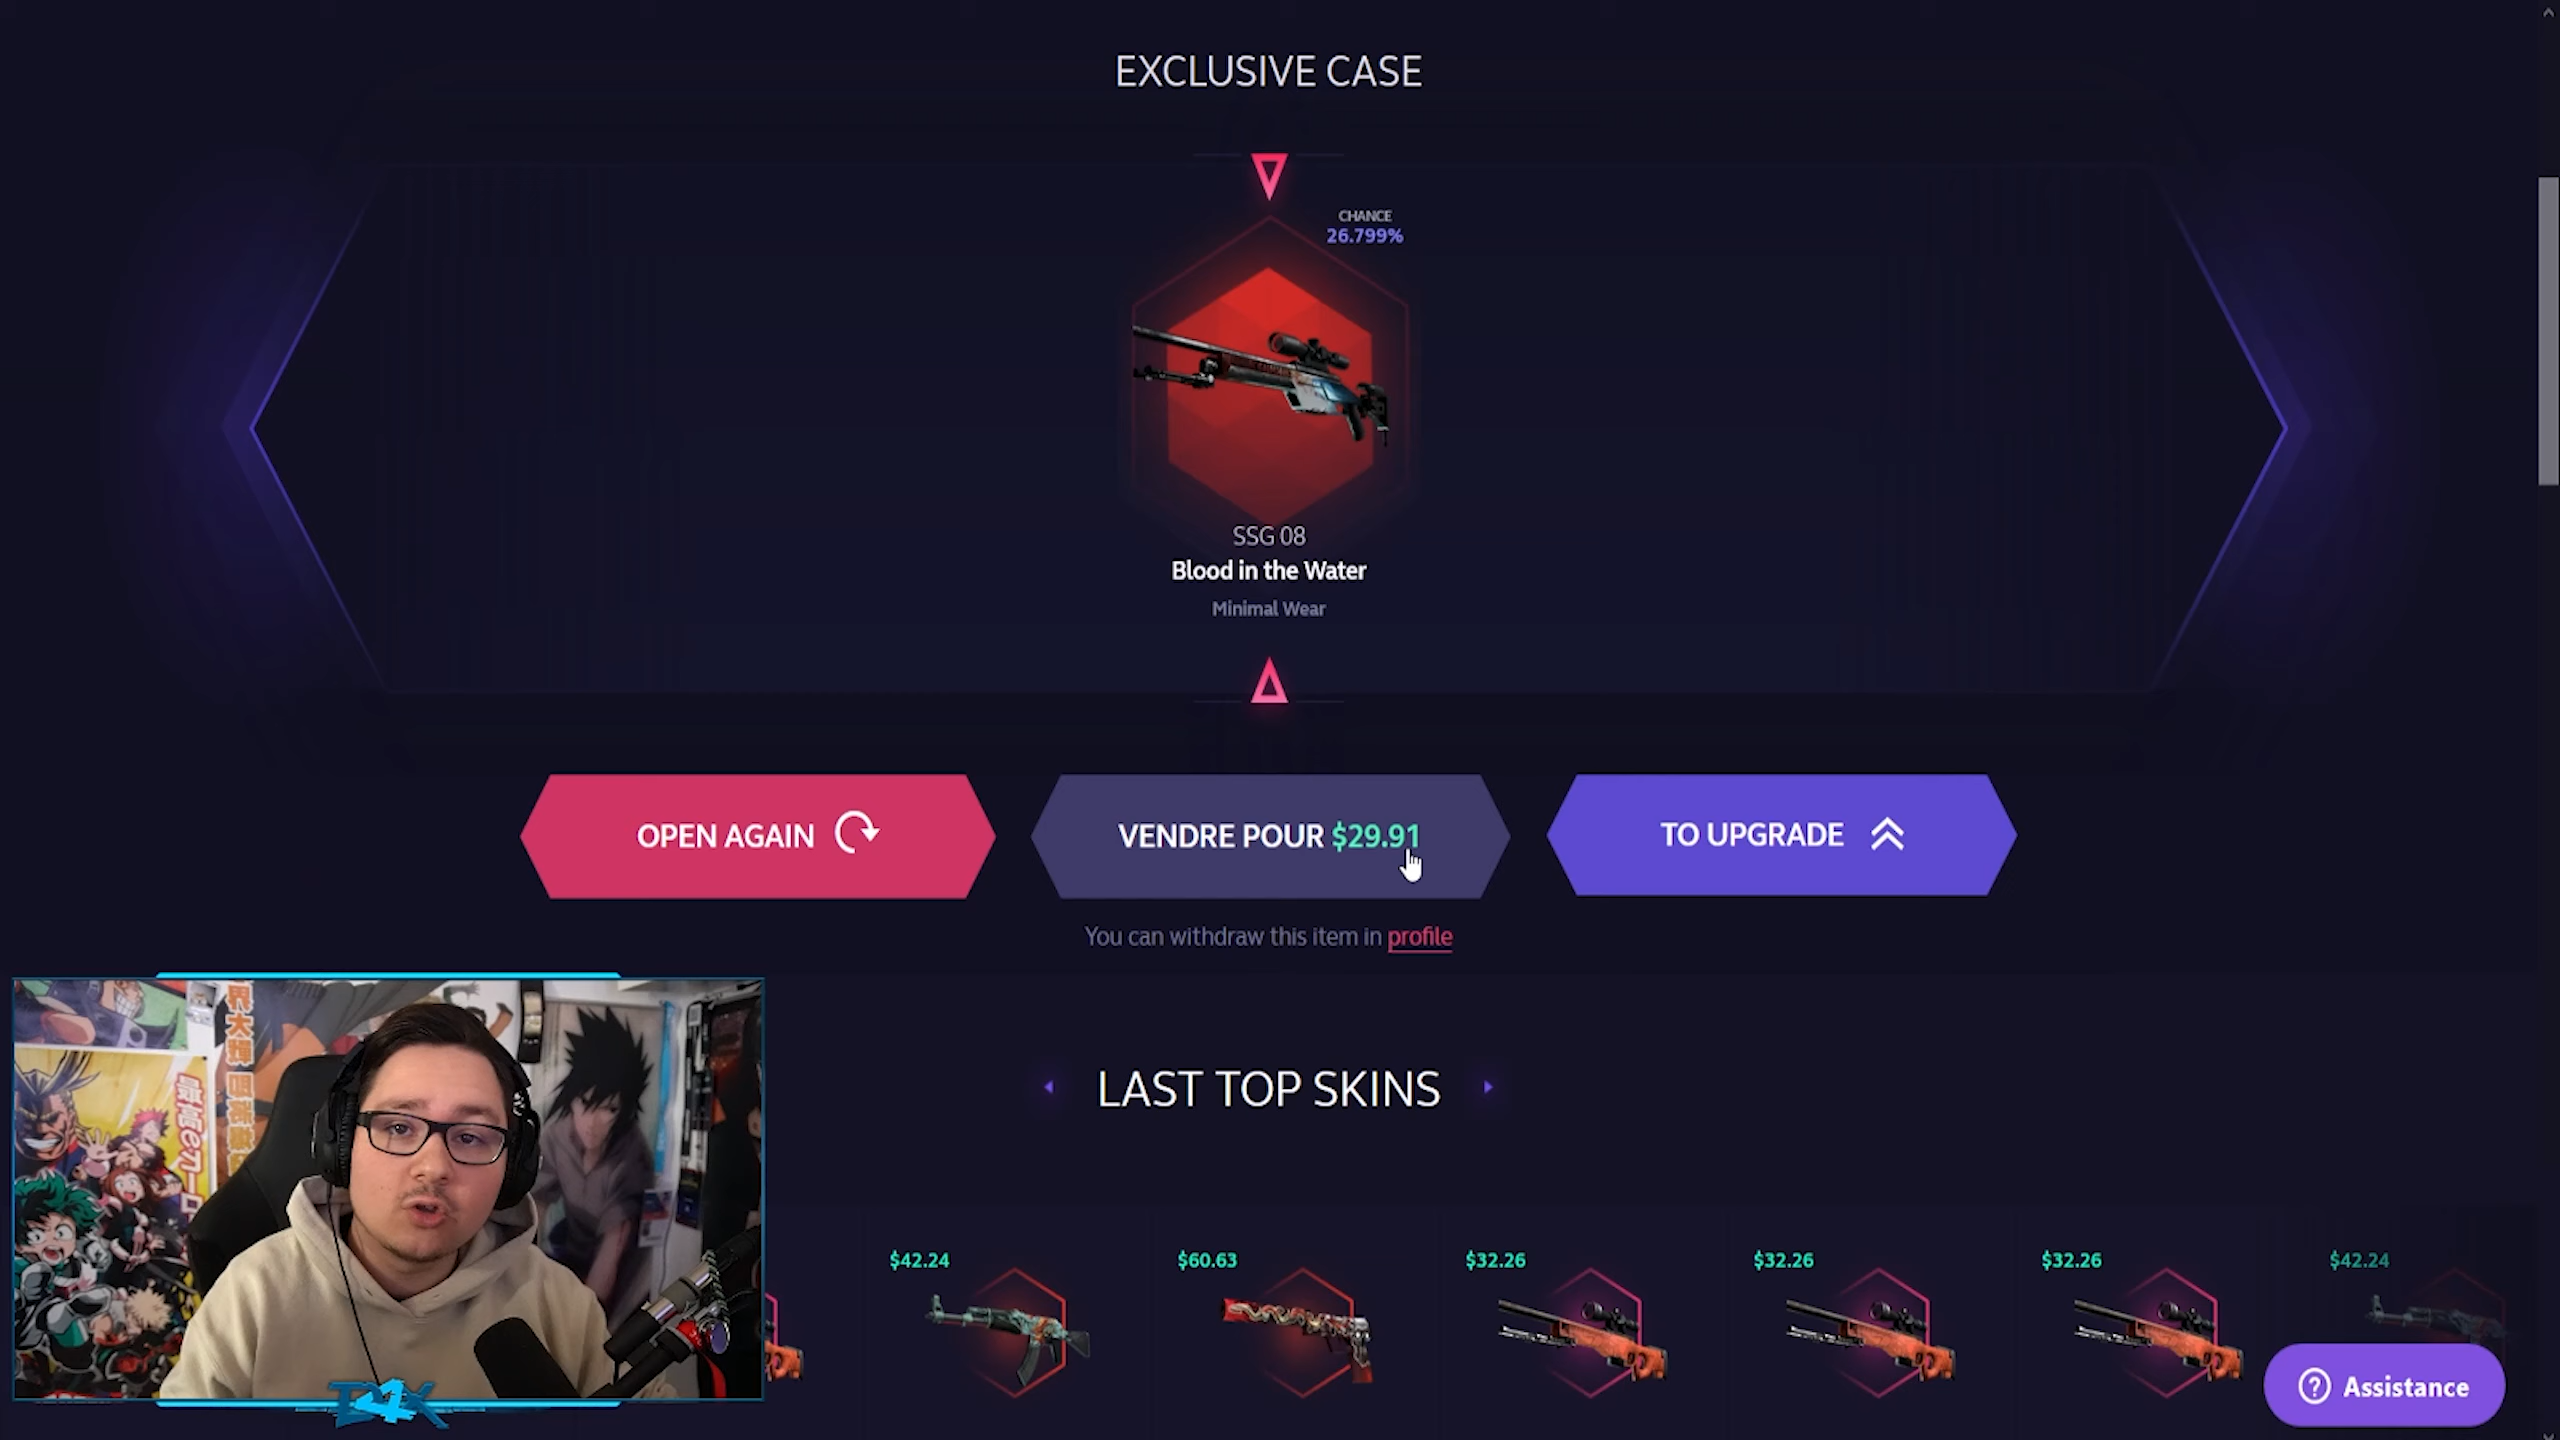 EXCLUSIVE CASE
CHANCE
26.799%
SSG 08
Blood in the Water
Minimal Wear
OPEN AGAIN
VENDRE POUR $29.91
TO UPGRADE
You can withdraw this item in profile
LAST TOP SKINS
$42.24
$60.63
$32.26
$32.26
$32.26
$42.24
Assistance